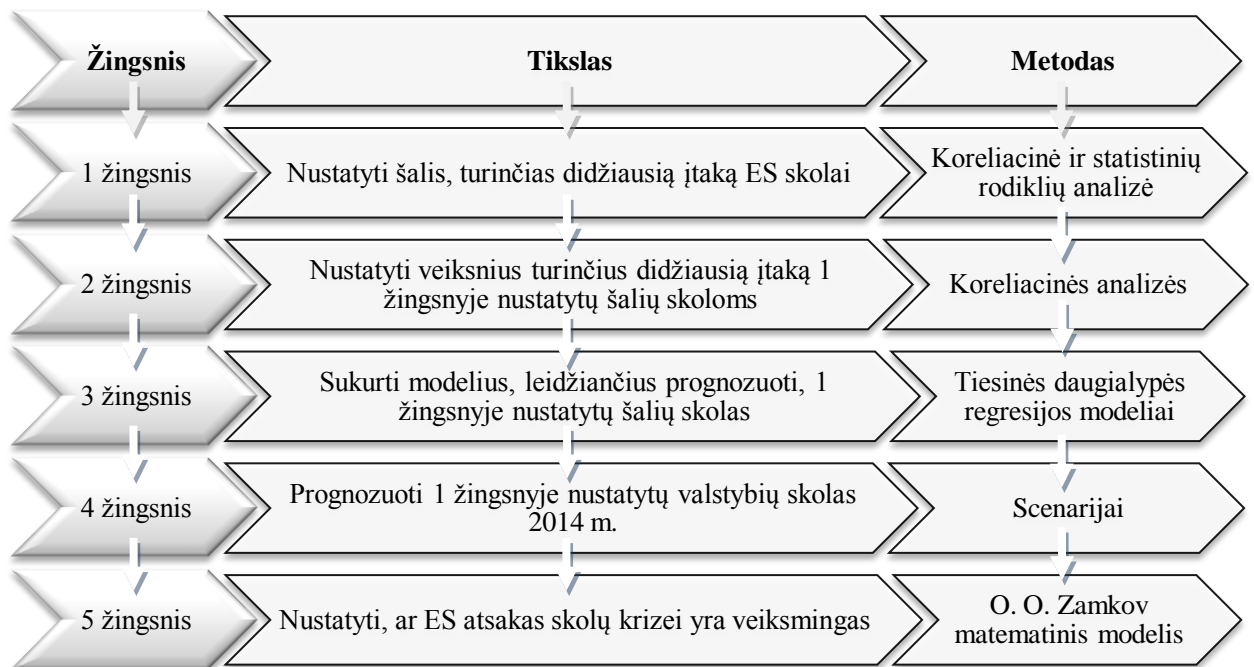 Žingsnis
Tikslas
Metodas
1 žingsnis
Nustatyti šalis, turinčias didžiausią įtaką ES skolai
Koreliacinė ir statistinių
rodiklių analizė
2 žingsnis
Nustatyti veiksnius turinčius didžiausią įtaką 1
žingsnyje nustatytų šalių skoloms
Koreliacinės analizės
3 žingsnis
Sukurti modelius, leidžiančius prognozuoti, 1
žingsnyje nustatytų šalių skolas
Tiesinės daugialypės
regresijos modeliai
4 žingsnis
Prognozuoti 1 žingsnyje nustatytų valstybių skolas
2014 m.
Scenarijai
5 žingsnis
Nustatyti, ar ES atsakas skolų krizei yra veiksmingas
O. O. Zamkov
matematinis modelis